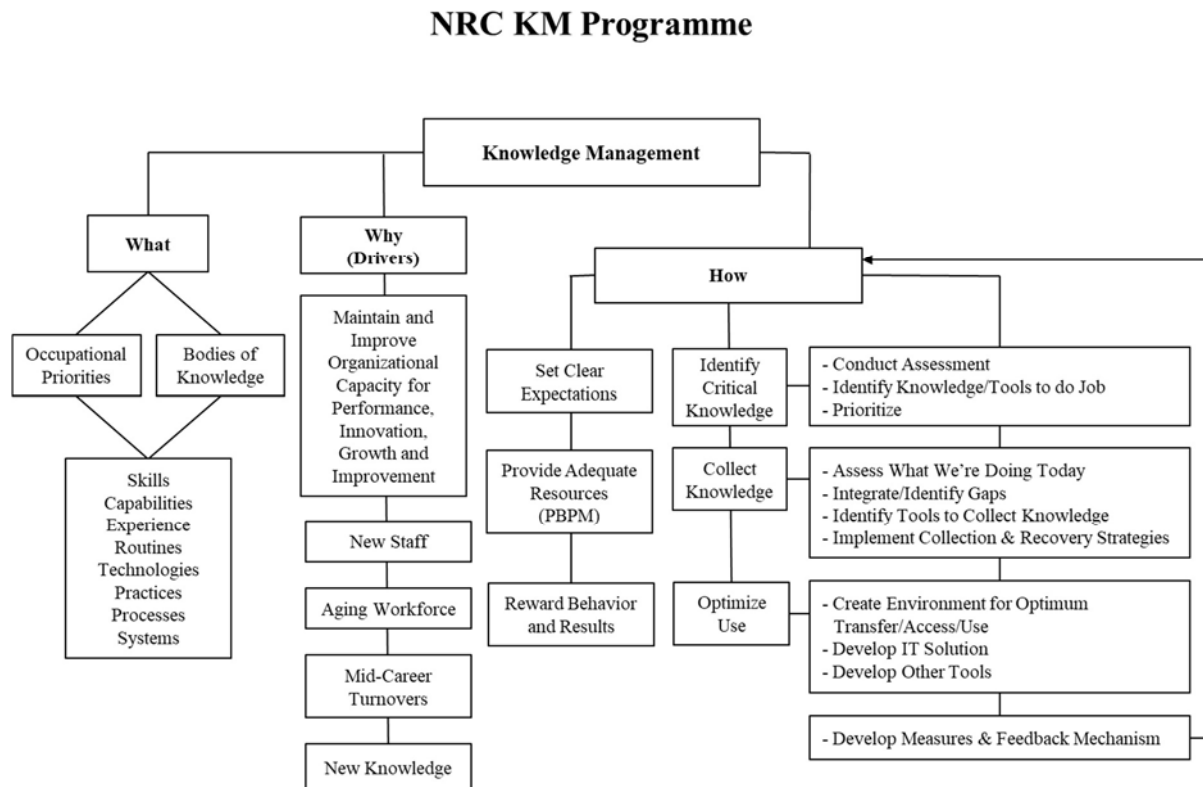 NRC KM Programme
Knowledge Management
What
Occupational
Priorities
Bodies of
Knowledge
Skills
Capabilities
Experience
Routines
Technologies
Practices
Processes
Systems
Why
(Drivers)
Maintain and
Improve
Organizational
Capacity for
Performance,
Innovation,
Growth and
Improvement
New Staff
Aging Workforce
Mid-Career
Turnovers
New Knowledge
How
Set Clear
Expectations
Provide Adequate
Resources
(PBPM)
Reward Behavior
and Results
Identify
Critical
Knowledge
Collect
Knowledge
Optimize
Use
- Conduct Assessment
- Identify Knowledge/Tools to do Job
- Prioritize
- Assess What We’re Doing Today
- Integrate/Identify Gaps
- Identify Tools to Collect Knowledge
- Implement Collection & Recovery Strategies
- Create Environment for Optimum
Transfer/Access/Use
- Develop IT Solution
- Develop Other Tools
- Develop Measures & Feedback Mechanism